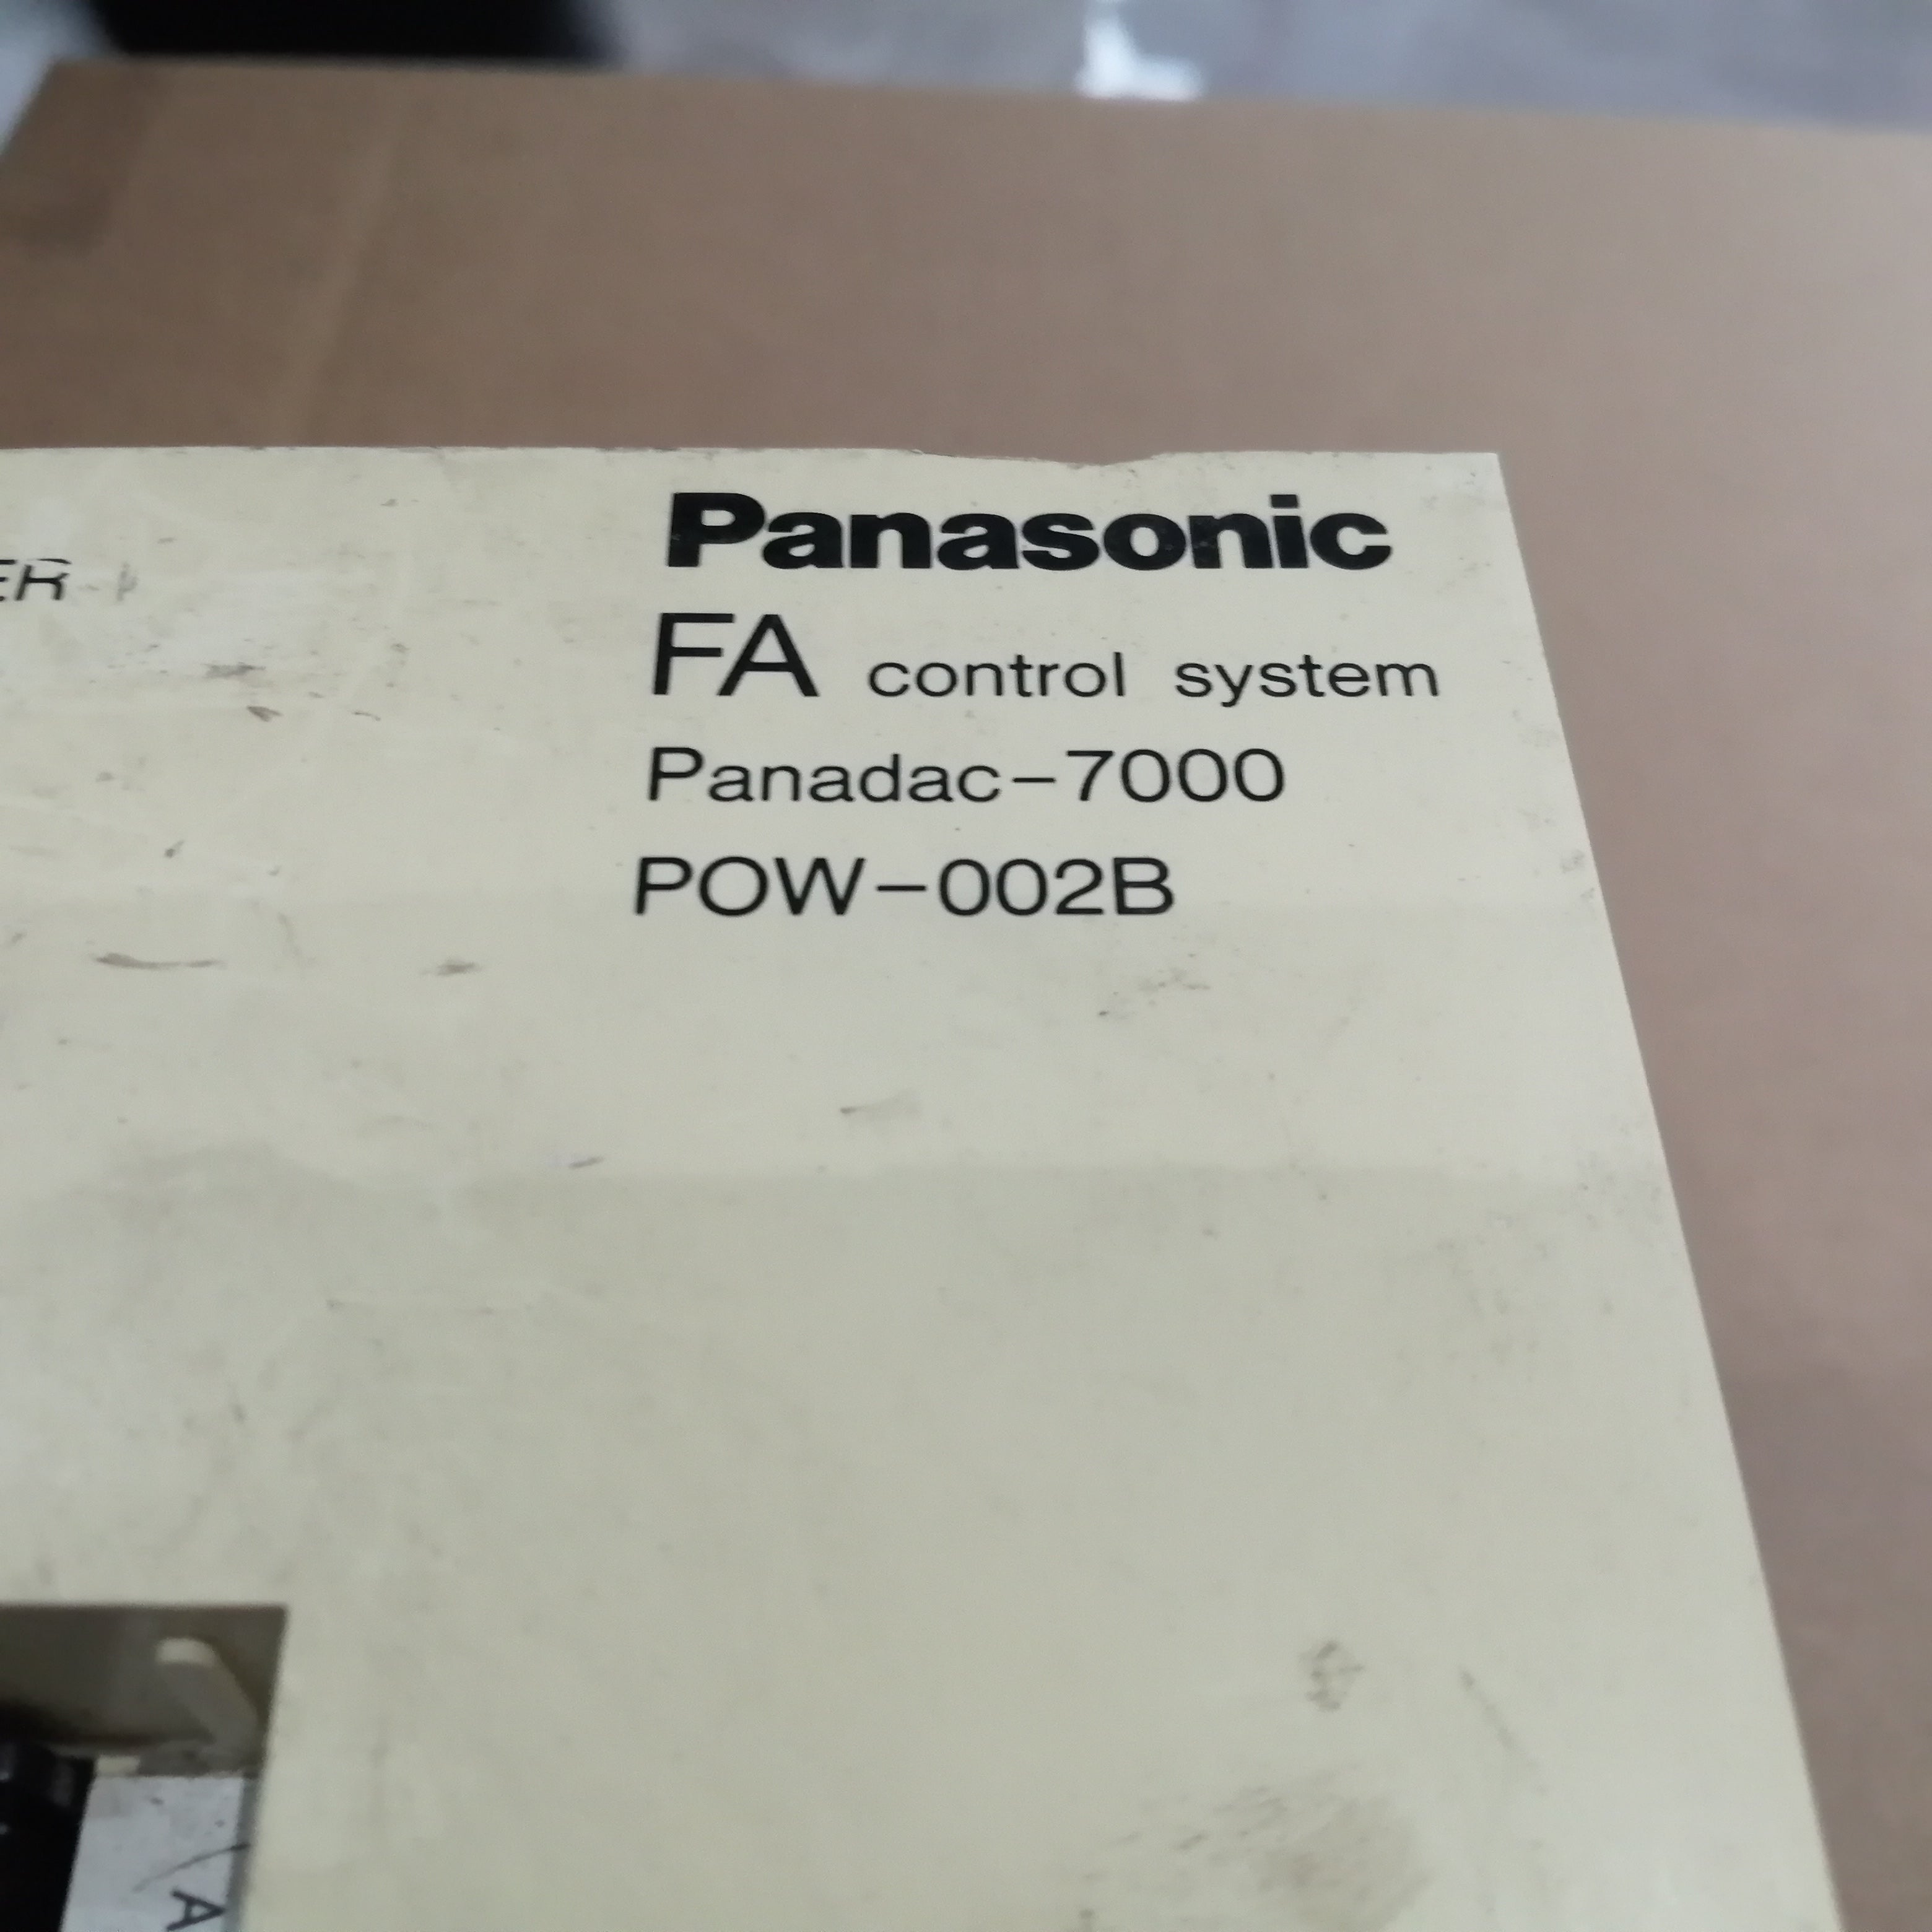 Panasonic
ER
FA control system
Panadac-7000
POW-002B
A